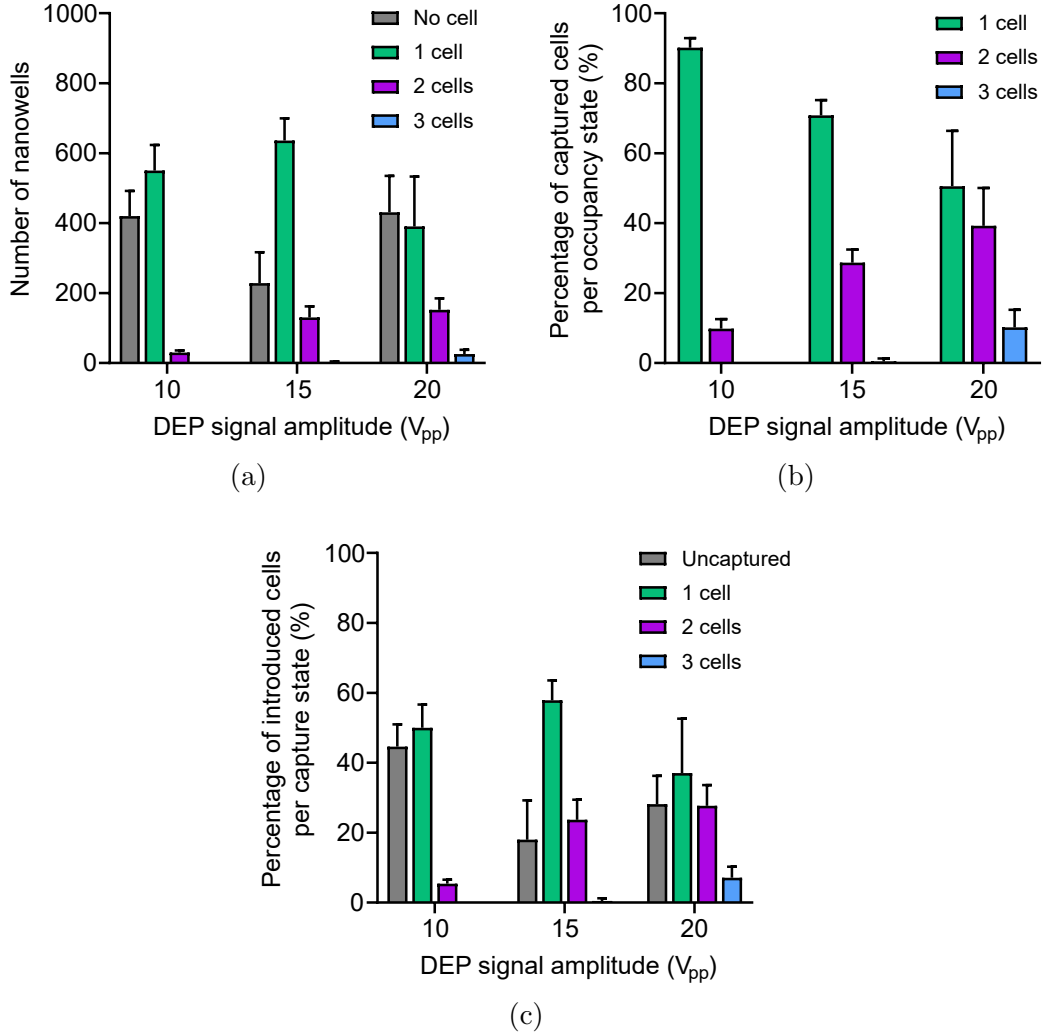 1000
800
600
400
200
0
Number of nanowells
No cell
1 cell
2 cells
3 cells
10 15 20
DEP signal amplitude (Vpp)
(a)
100
80
60
40
20
0
Percentage of captured cells
per occupancy state (%)
1 cell
2 cells
3 cells
10 15 20
DEP signal amplitude (Vpp)
(b)
100
80
60
40
20
0
Percentage of introduced cells
per capture state (%)
Uncaptured
1 cell
2 cells
3 cells
10 15 20
DEP signal amplitude (Vpp)
(c)